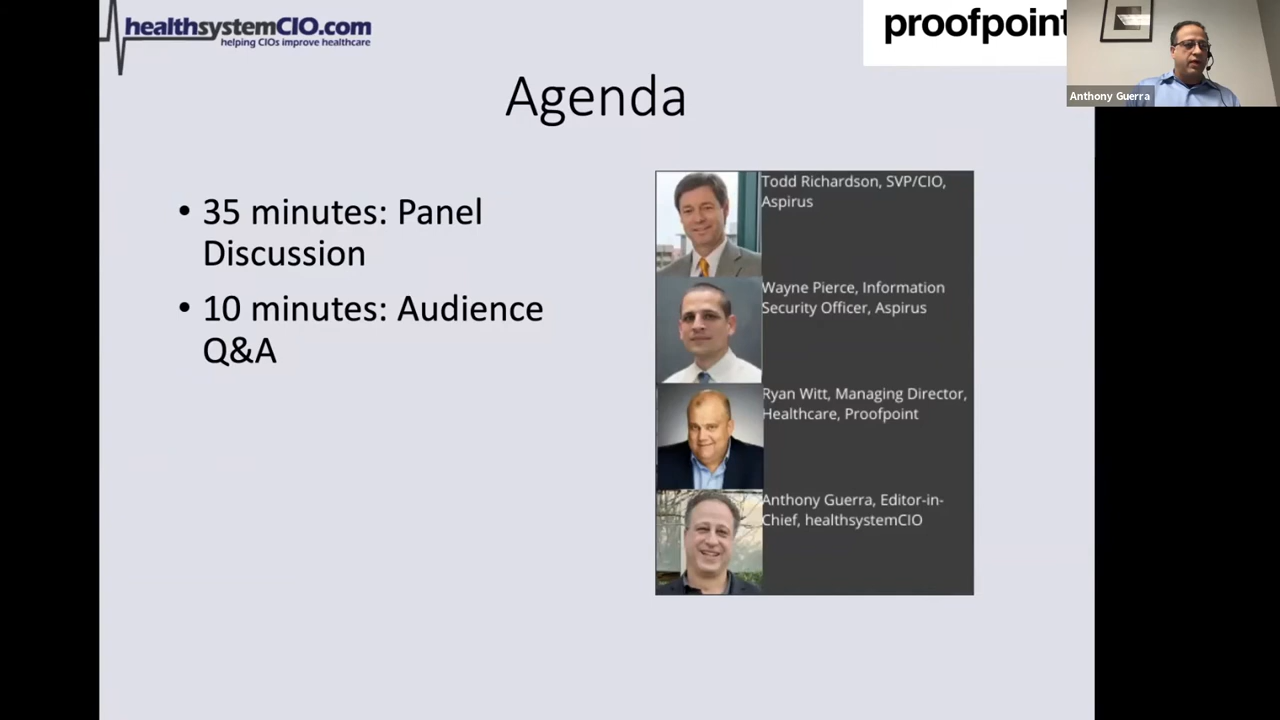 healthsystemCIO.com
helping CIOs improve healthcare
proofpoint
Anthony Guerra
Agenda
• 35 minutes: Panel
Discussion
• 10 minutes: Audience
Q&A
Todd Richardson, SVP/CIO,
Aspirus
Wayne Pierce, Information
Security Officer, Aspirus
Ryan Witt, Managing Director,
Healthcare, Proofpoint
Anthony Guerra, Editor-in-
Chief, healthsystemCIO